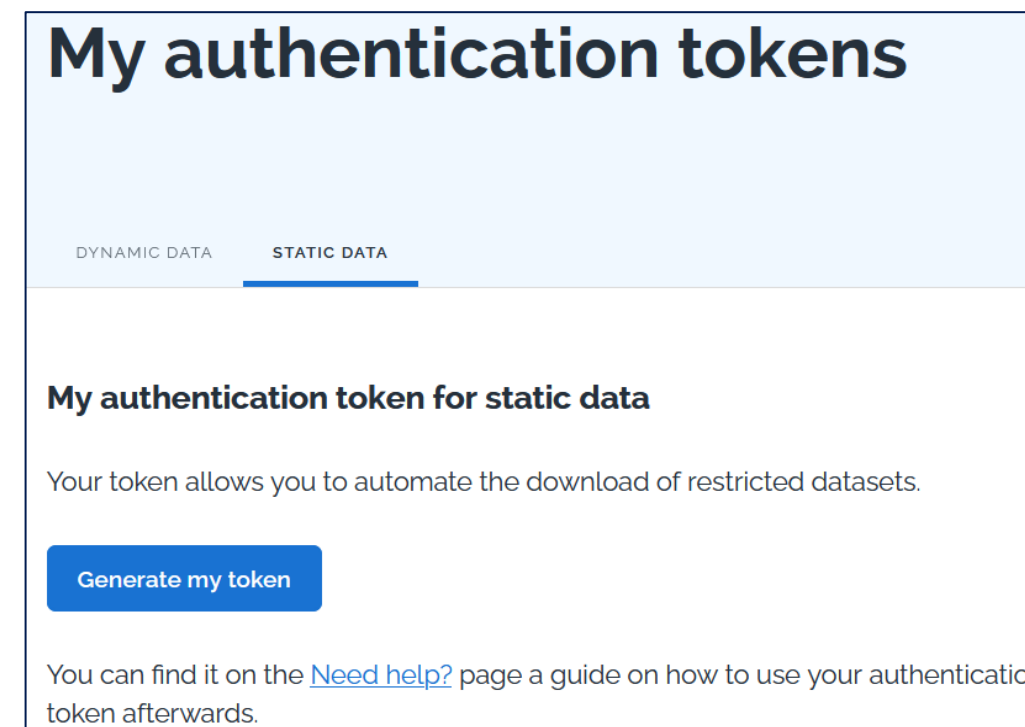 My authentication tokens
DYNAMIC DATA STATIC DATA
My authentication token for static data
Your token allows you to automate the download of restricted datasets.
Generate my token
You can find it on the Need help? page a guide on how to use your authenticatio
token afterwards.